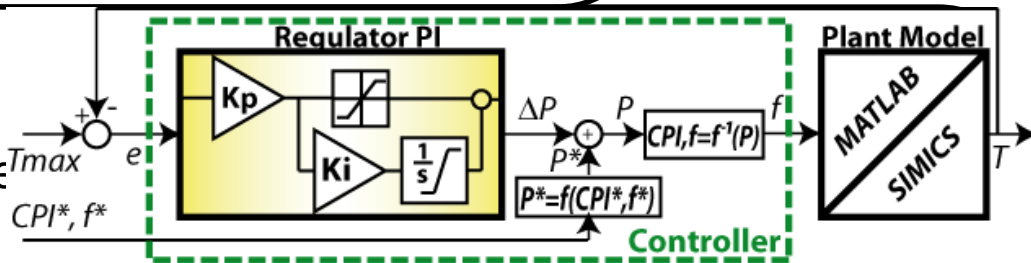 Regulator PI
Plant Model
Kp
Ki
1/s
+
-
Tmax
e
CPI*, f*
ΔP
+
P*
P
P*=f(CPI*,f*)
CPI,f=f⁻¹(P)
f
MATLAB
SIMICS
T
Controller